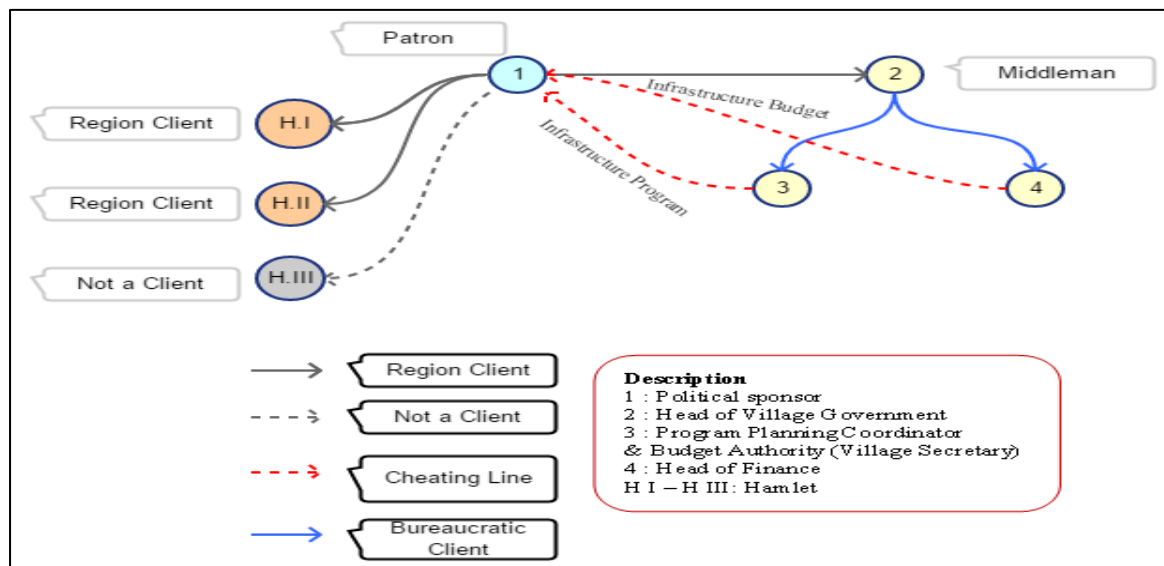 Patron
1
2
Middleman
Infrastructure Budget
Region Client
H.I
Infrastructure Program
3
4
Region Client
H.II
Not a Client
H.III
Region Client
Not a Client
Cheating Line
Bureaucratic
Client
Description
1 : Political sponsor
2 : Head of Village Government
3 : Program Planning Coordinator
& Budget Authority (Village Secretary)
4 : Head of Finance
H I – H III : Hamlet